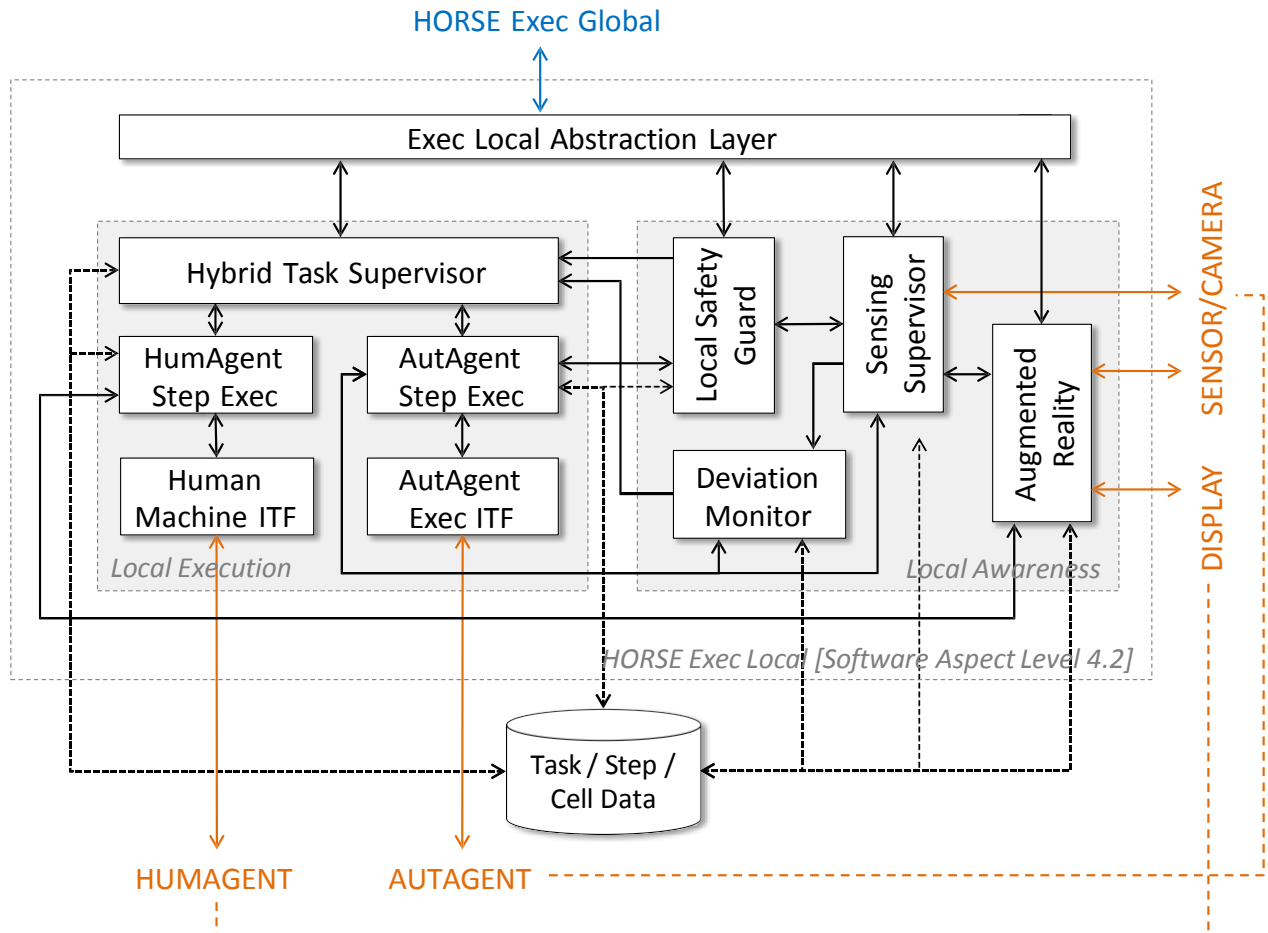 HORSE Exec Global
Exec Local Abstraction Layer
Hybrid Task Supervisor
HumAgent
Step Exec
AutAgent
Step Exec
Human
Machine ITF
AutAgent
Exec ITF
Local Execution
Local Safety
Guard
Sensing
Supervisor
Augmented
Reality
Deviation
Monitor
Local Awareness
HORSE Exec Local [Software Aspect Level 4.2]
SENSOR/CAMERA
DISPLAY
Task / Step /
Cell Data
HUMAGENT
AUTAGENT